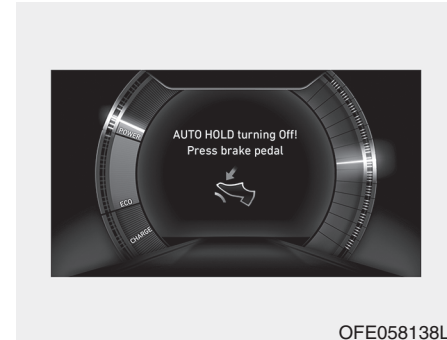 AUTO HOLD turning Off!
Press brake pedal
POWER
ECO
CHARGE
OFE058138L